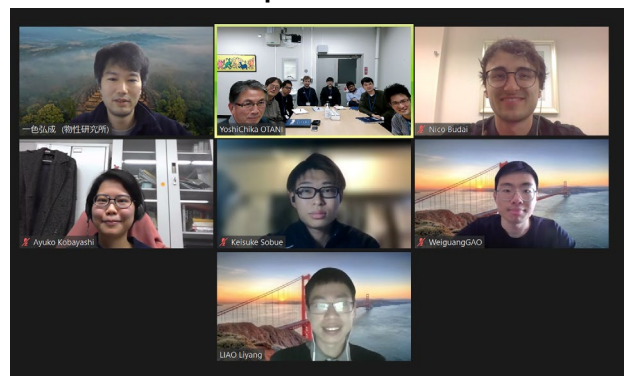 一色弘成 (物性研究所)
YoshiChika OTANI
Nico Budai
Ayuko Kobayashi
Keisuke Sobue
WeiguangGAO
LIAO Liyang